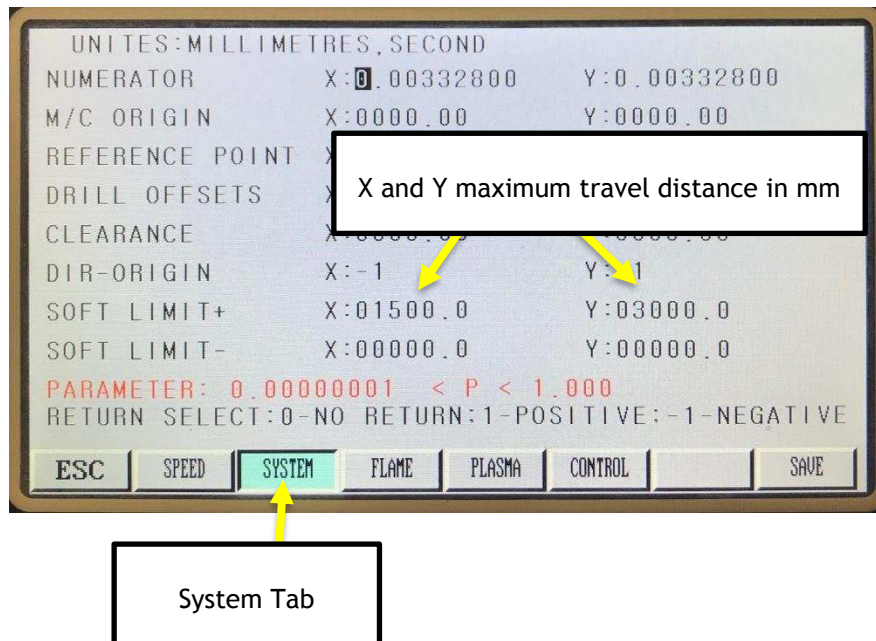 UNITES:MILLIMETRES,SECOND
NUMERATOR X:0.00332800 Y:0.00332800
M/C ORIGIN X:0000.00 Y:0000.00
REFERENCE POINT
X and Y maximum travel distance in mm
DRILL OFFSETS
CLEARANCE
DIR-ORIGIN X:-1
SOFT LIMIT+ X:01500.0 Y:03000.0
SOFT LIMIT- X:00000.0 Y:00000.0
PARAMETER: 0.00000001 < P < 1.000
RETURN SELECT:0-NO RETURN:1-POSITIVE:-1-NEGATIVE
ESC SPEED SYSTEM FLAME PLASMA CONTROL SAVE
System Tab